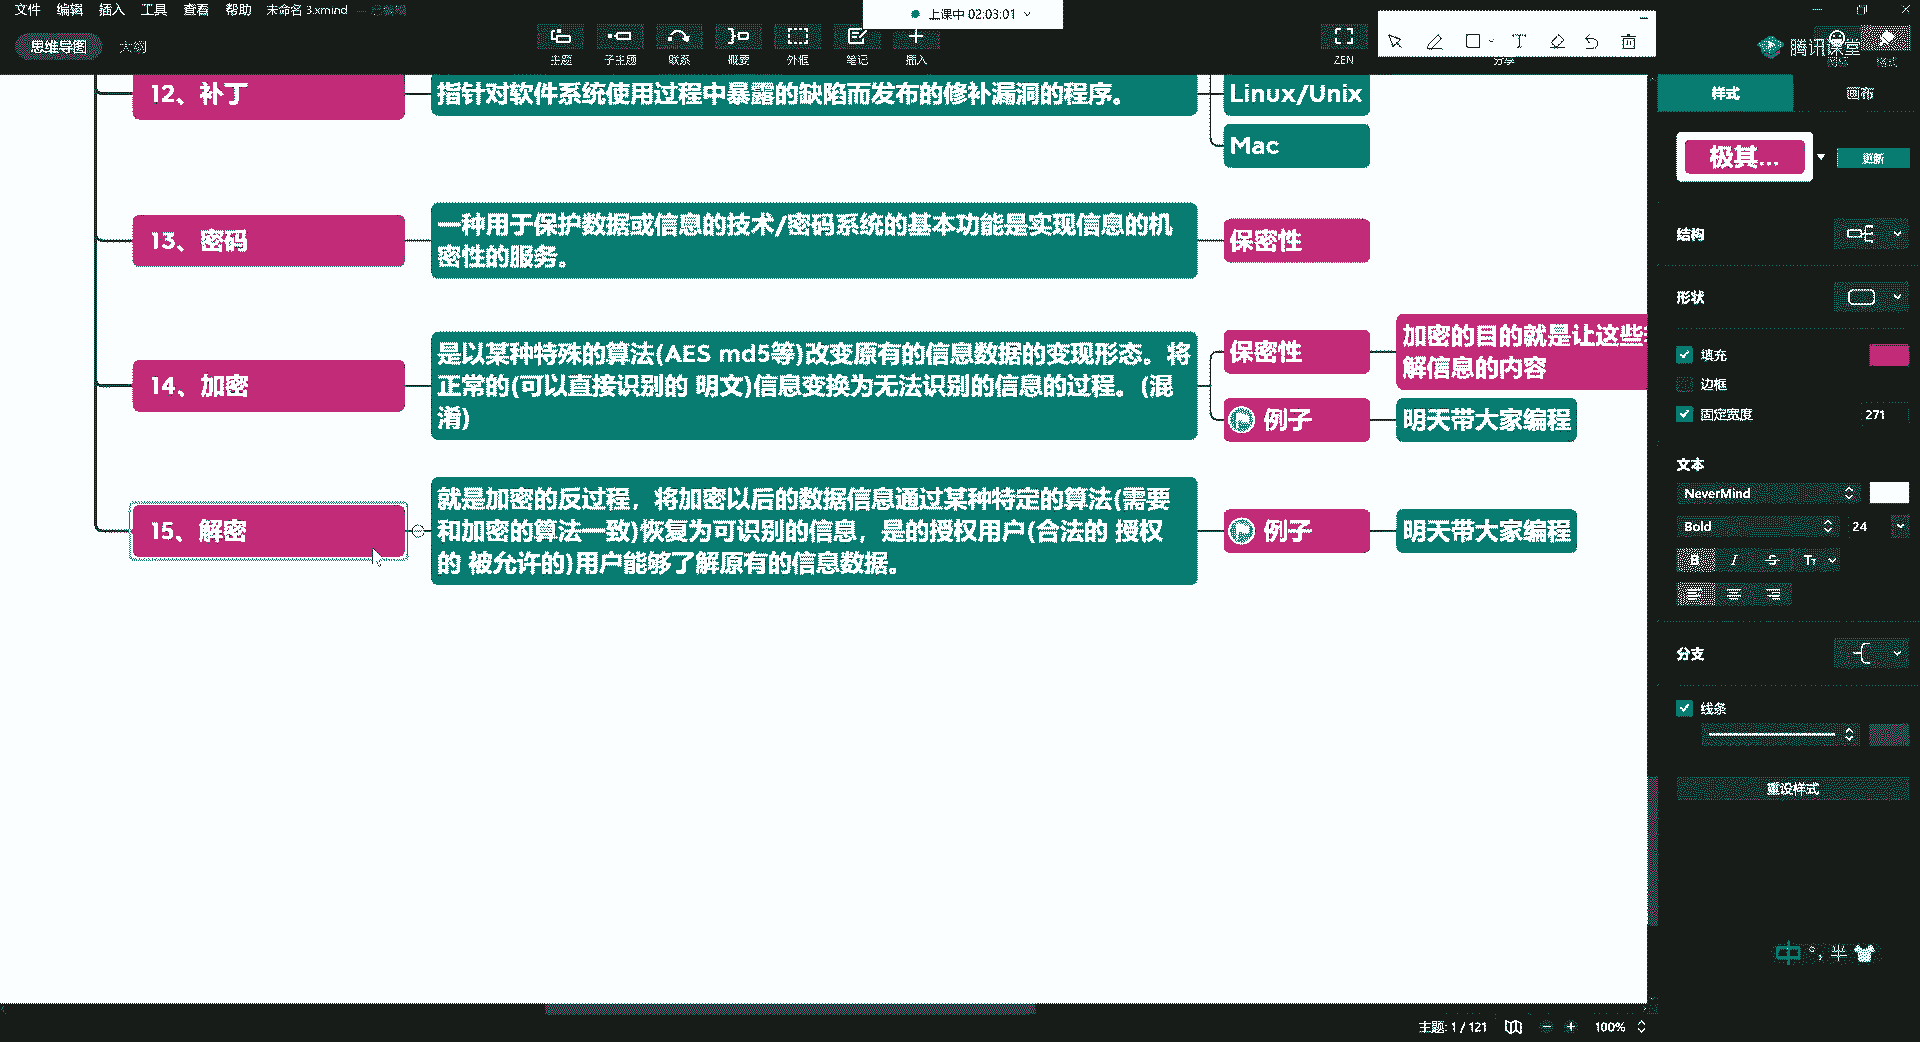 文件 编辑 插入 工具 查看 帮助 未命名 3.xmind — 已编辑
上课中 02:03:01
思维导图 大纲
主题 子主题 联系 概要 外框 笔记 插入
ZEN 分享
腾讯课堂
格式
12、补丁
指针对软件系统使用过程中暴露的缺陷而发布的修补漏洞的程序。
Linux/Unix
Mac
13、密码
一种用于保护数据或信息的技术/密码系统的基本功能是实现信息的机
密性的服务。
保密性
14、加密
是以某种特殊的算法(AES md5等)改变原有的信息数据的变现形态。将
正常的(可以直接识别的 明文)信息变换为无法识别的信息的过程。(混
淆)
保密性
加密的目的就是让这些
解信息的内容
例子
明天带大家编程
15、解密
就是加密的反过程，将加密以后的数据信息通过某种特定的算法(需要
和加密的算法一致)恢复为可识别的信息，是的授权用户(合法的 授权
的 被允许的)用户能够了解原有的信息数据。
例子
明天带大家编程
样式 画布
极其...
更新
结构
形状
填充
边框
固定宽度 271
文本
NeverMind
Bold 24
B I S Tт
分支
线条
重设样式
中 °, 半
主题: 1 / 121 100%